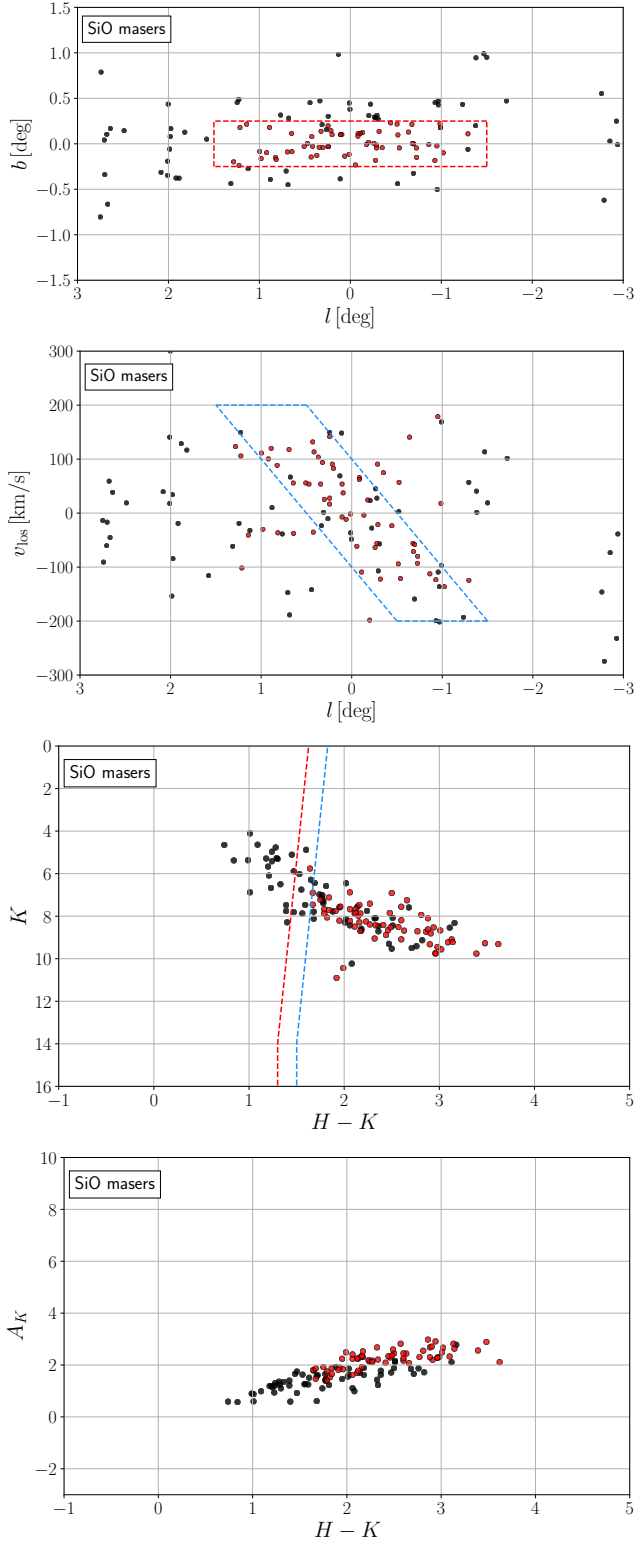 SiO masers
1.5
1.0
0.5
0.0
−0.5
−1.0
−1.5
b [deg]
3 2 1 0 −1 −2 −3
l [deg]
SiO masers
300
200
100
0
−100
−200
−300
v_los [km/s]
3 2 1 0 −1 −2 −3
l [deg]
SiO masers
0
2
4
6
8
10
12
14
16
K
−1 0 1 2 3 4 5
H − K
SiO masers
10
8
6
4
2
0
−2
A_K
−1 0 1 2 3 4 5
H − K